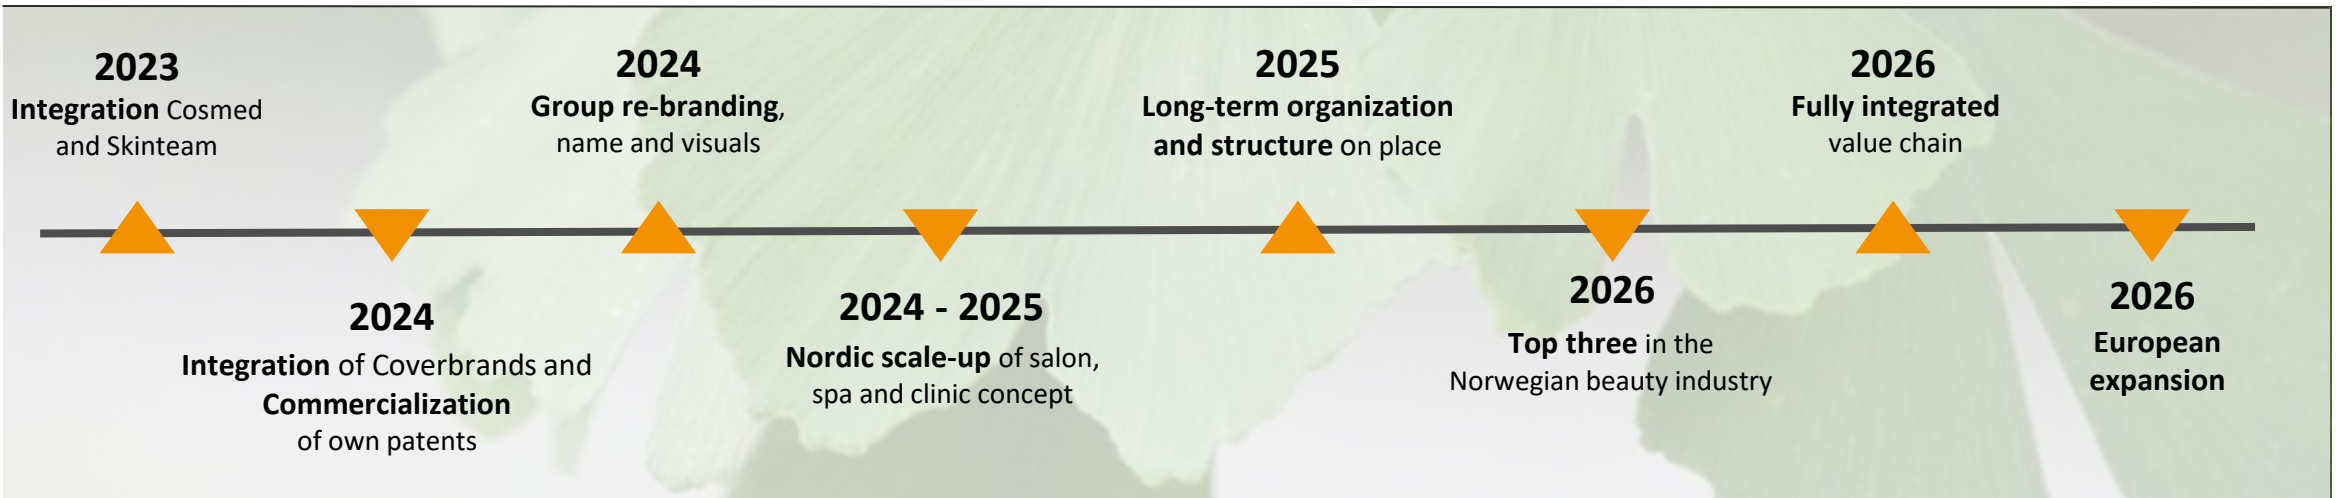 2023
Integration Cosmed
and Skinteam
2024
Integration of Coverbrands and
Commercialization
of own patents
2024
Group re-branding,
name and visuals
2024 - 2025
Nordic scale-up of salon,
spa and clinic concept
2025
Long-term organization
and structure on place
2026
Top three in the
Norwegian beauty industry
2026
Fully integrated
value chain
2026
European
expansion